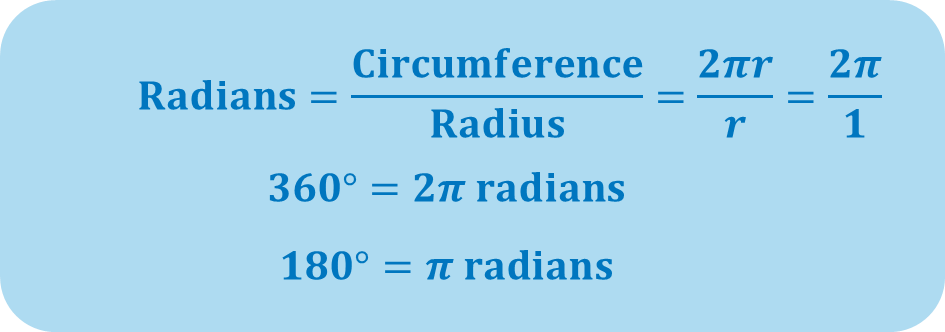 Radians = Circumference/Radius = 2πr/r = 2π/1
360° = 2π radians
180° = π radians